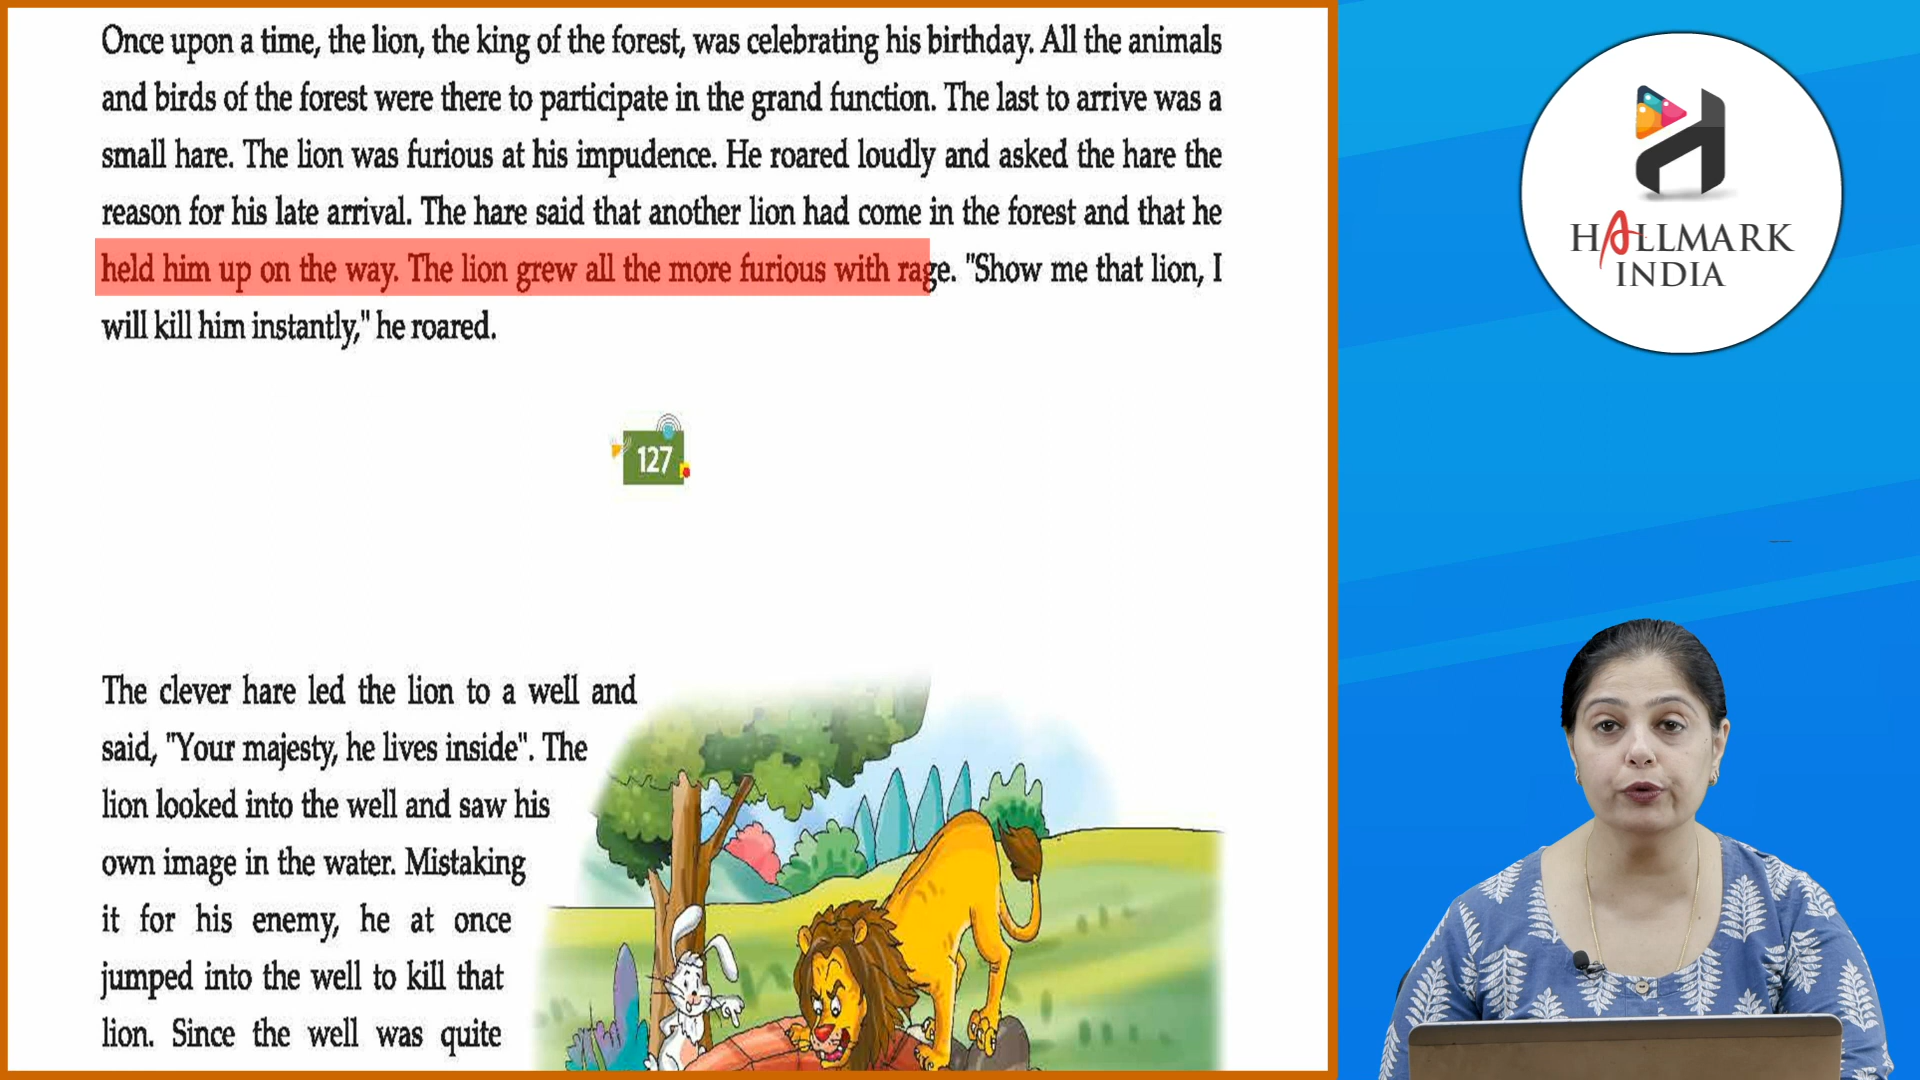 Once upon a time, the lion, the king of the forest, was celebrating his birthday. All the animals
and birds of the forest were there to participate in the grand function. The last to arrive was a
small hare. The lion was furious at his impudence. He roared loudly and asked the hare the
reason for his late arrival. The hare said that another lion had come in the forest and that he
held him up on the way. The lion grew all the more furious with rage. "Show me that lion, I
will kill him instantly," he roared.
127
The clever hare led the lion to a well and
said, "Your majesty, he lives inside". The
lion looked into the well and saw his
own image in the water. Mistaking
it for his enemy, he at once
jumped into the well to kill that
lion. Since the well was quite
HALLMARK
INDIA